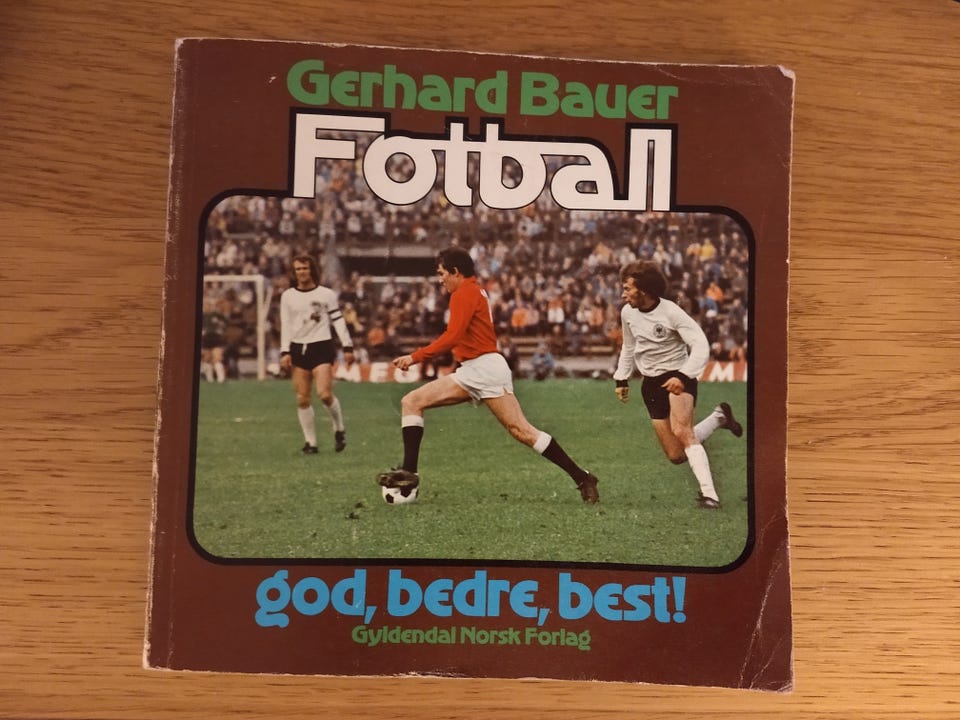 Gerhard Bauer
Fotball
god, bedre, best!
Gyldendal Norsk Forlag